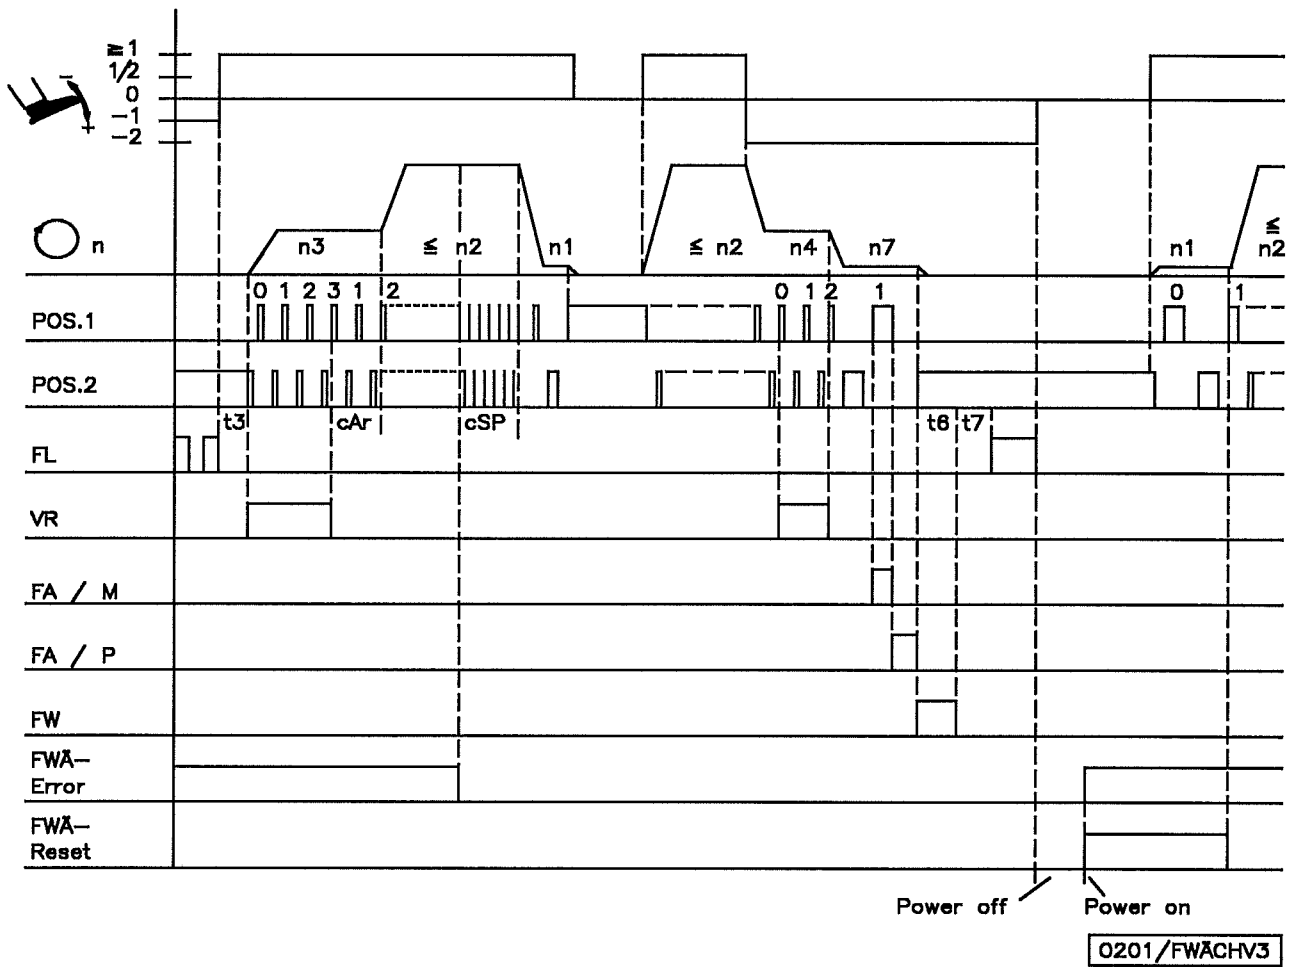 ≧ 1
1/2
0
-1
-2
-
+
n
n3
≦ n2
n1
≦ n2
n4
n7
n1
≦
n2
0 1 2 3 1 2
0 1 2 1
0 1
POS.1
POS.2
t3
cAr
cSP
t6 t7
FL
VR
FA / M
FA / P
FW
FWÄ-
Error
FWÄ-
Reset
Power off
Power on
0201/FWÄCHV3